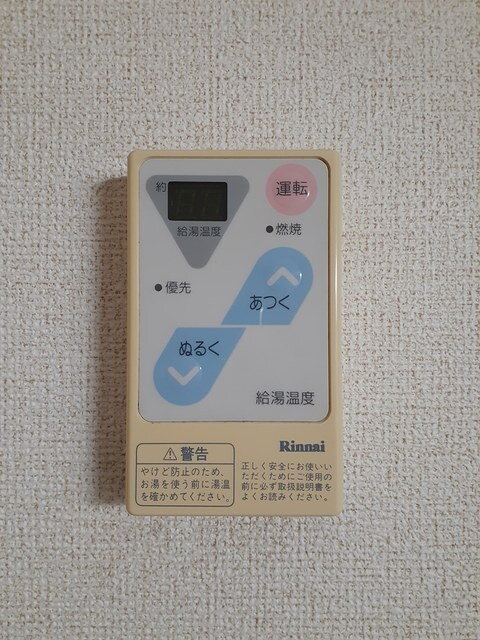 約
給湯温度
運転
●燃焼
●優先
あつく
ぬるく
給湯温度
Rinnai
⚠警告
やけど防止のため、
お湯を使う前に湯温
を確かめてください。
正しく安全にお使いい
ただくためにご使用の
前に必ず取扱説明書を
よくお読みください。